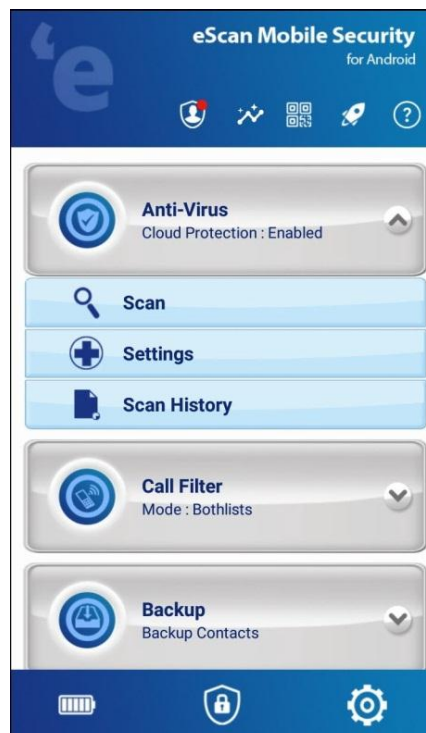 eScan Mobile Security
for Android
Anti-Virus
Cloud Protection : Enabled
Scan
Settings
Scan History
Call Filter
Mode : Bothlists
Backup
Backup Contacts